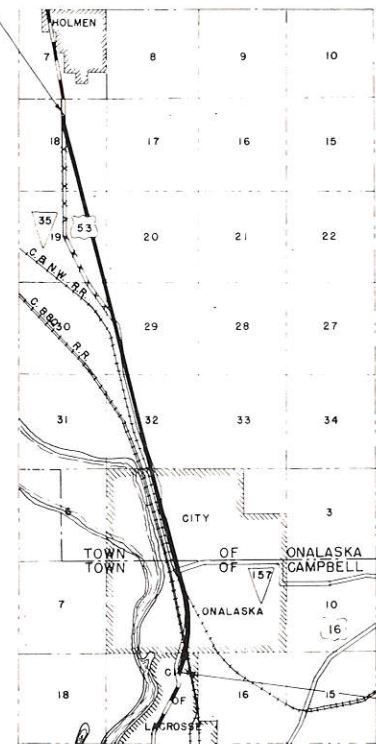 HOLMEN
7 8 9 10
18 17 16 15
35 53
19 20 21 22
C.&N.W. R.R.
C.B.&Q. R.R.
30 29 28 27
31 32 33 34
CITY
6 3
TOWN OF ONALASKA
TOWN OF CAMPBELL
157
7 ONALASKA 10
16
18 C 16 15
OF
LACROSSE